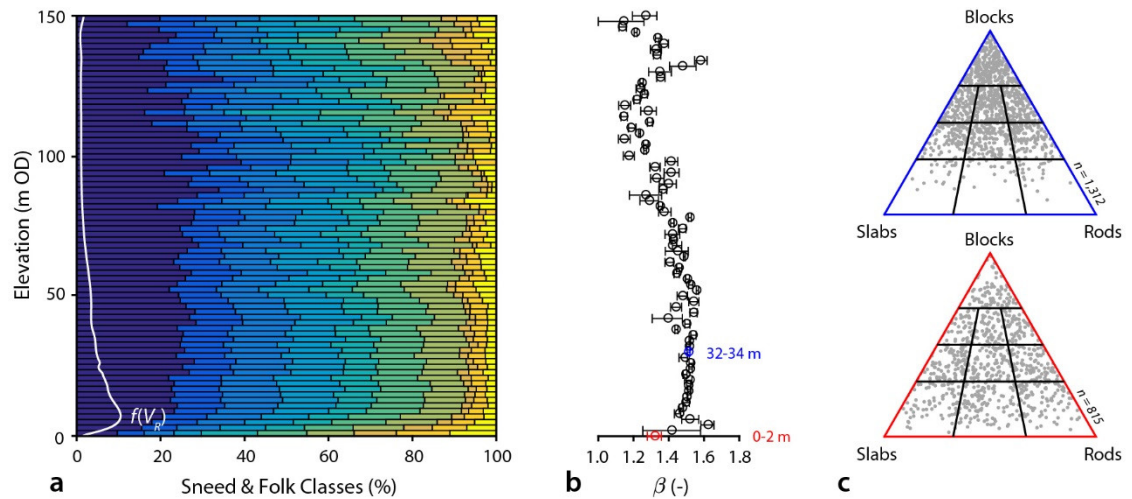 150
100
50
0
Elevation (m OD)
f(V_R)
0
20
40
60
80
100
a
Sneed & Folk Classes (%)
32-34 m
0-2 m
1.0
1.2
1.4
1.6
1.8
b
β (-)
Blocks
n = 1,312
Slabs
Rods
Blocks
n = 815
Slabs
Rods
c